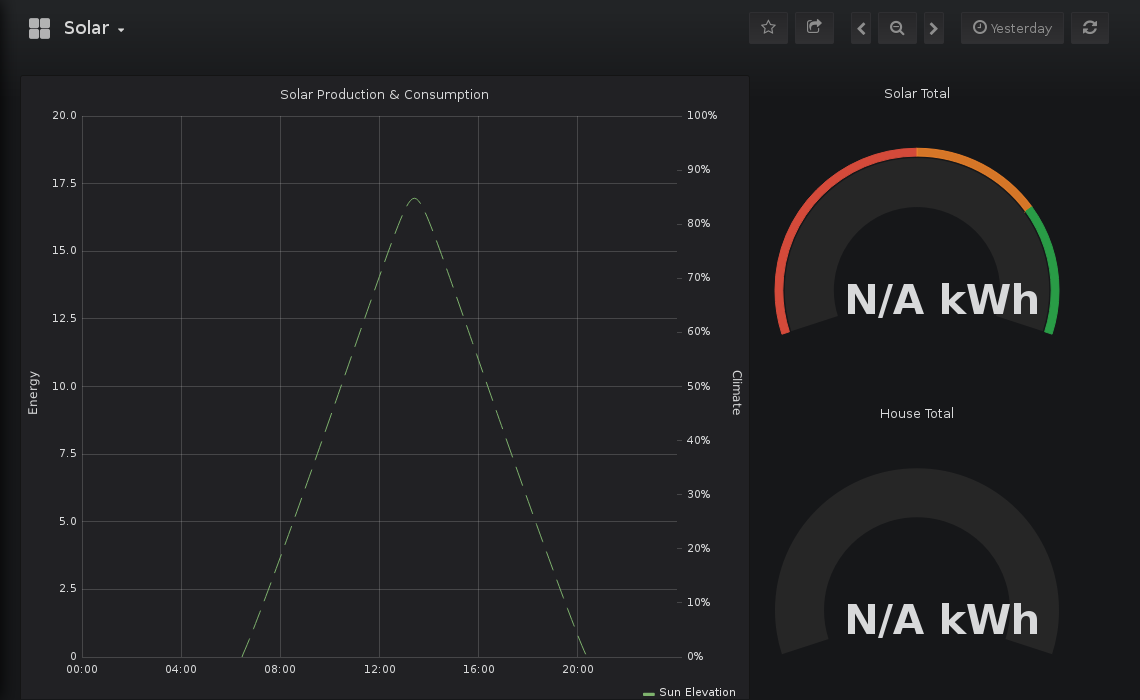 Solar
Yesterday
Solar Production & Consumption
Solar Total
20.0
100%
90%
17.5
80%
15.0
70%
12.5
60%
N/A kWh
Energy
10.0
50%
Climate
House Total
7.5
40%
30%
5.0
20%
2.5
10%
N/A kWh
0
0%
00:00 04:00 08:00 12:00 16:00 20:00
Sun Elevation